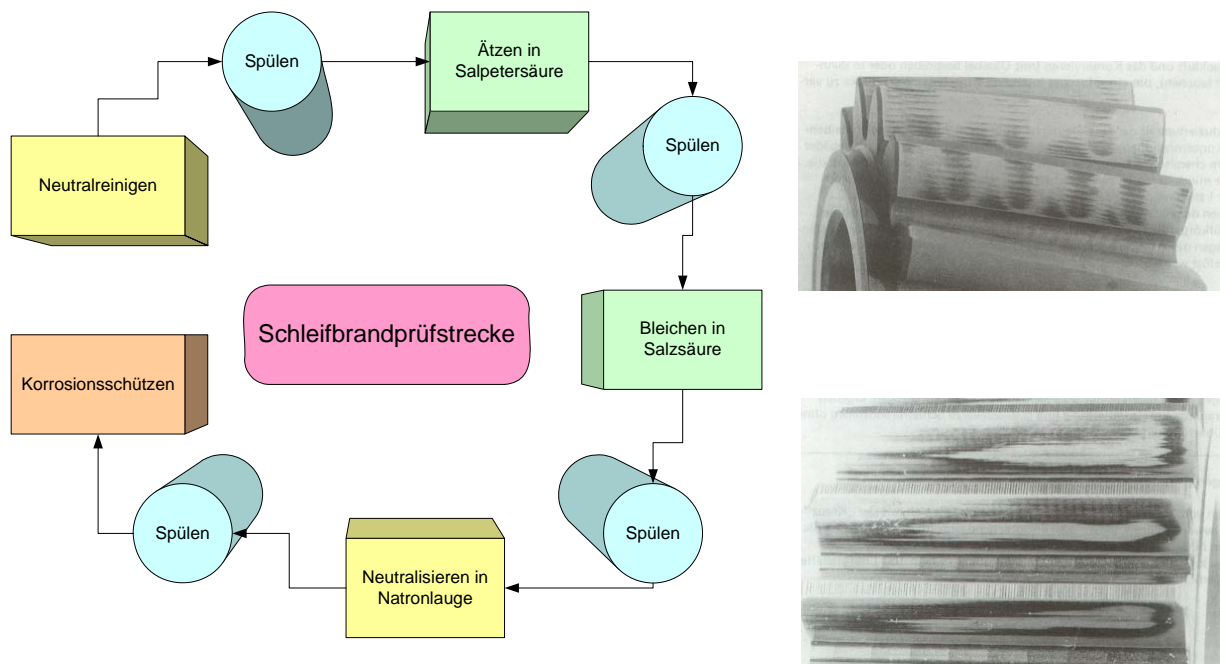 Neutralreinigen
Spülen
Ätzen in
Salpetersäure
Spülen
Bleichen in
Salzsäure
Spülen
Neutralisieren in
Natronlauge
Spülen
Korrosionsschützen
Schleifbrandprüfstrecke